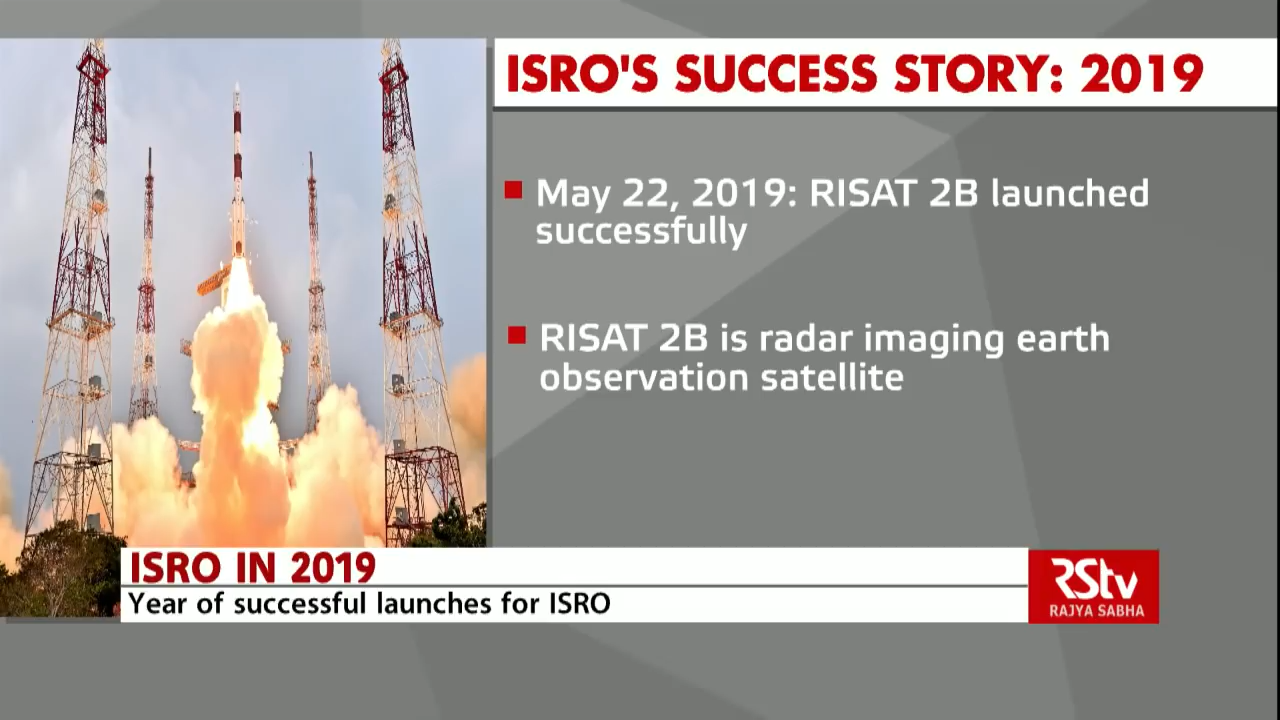 ISRO'S SUCCESS STORY: 2019
May 22, 2019: RISAT 2B launched
successfully
RISAT 2B is radar imaging earth
observation satellite
ISRO IN 2019
Year of successful launches for ISRO
RStv
RAJYA SABHA